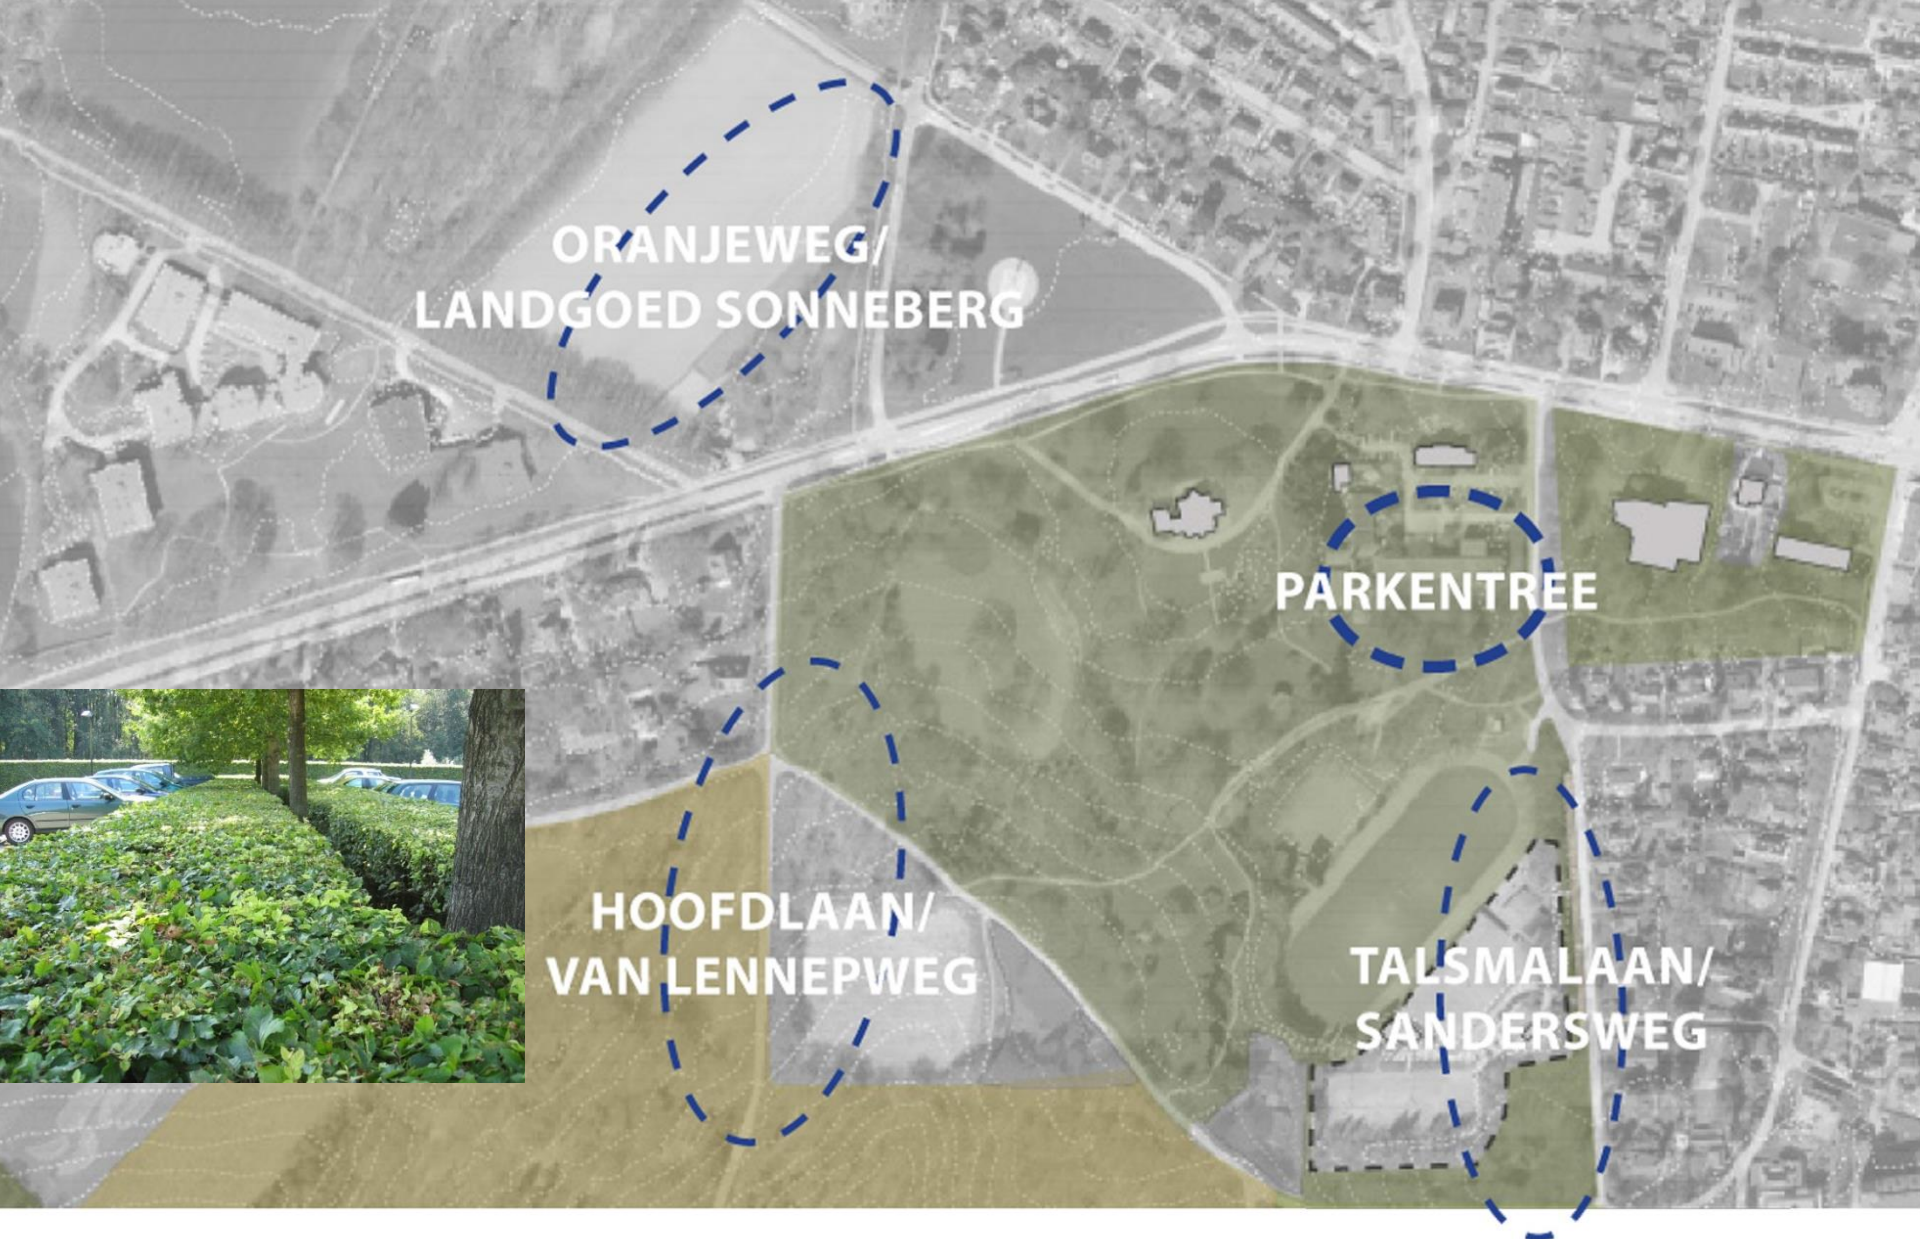 ORANJEWEG/
LANDGOED SONNEBERG
PARKENTREE
HOOFDLAAN/
VAN LENNEPWEG
TALSMALAAN/
SANDERSWEG